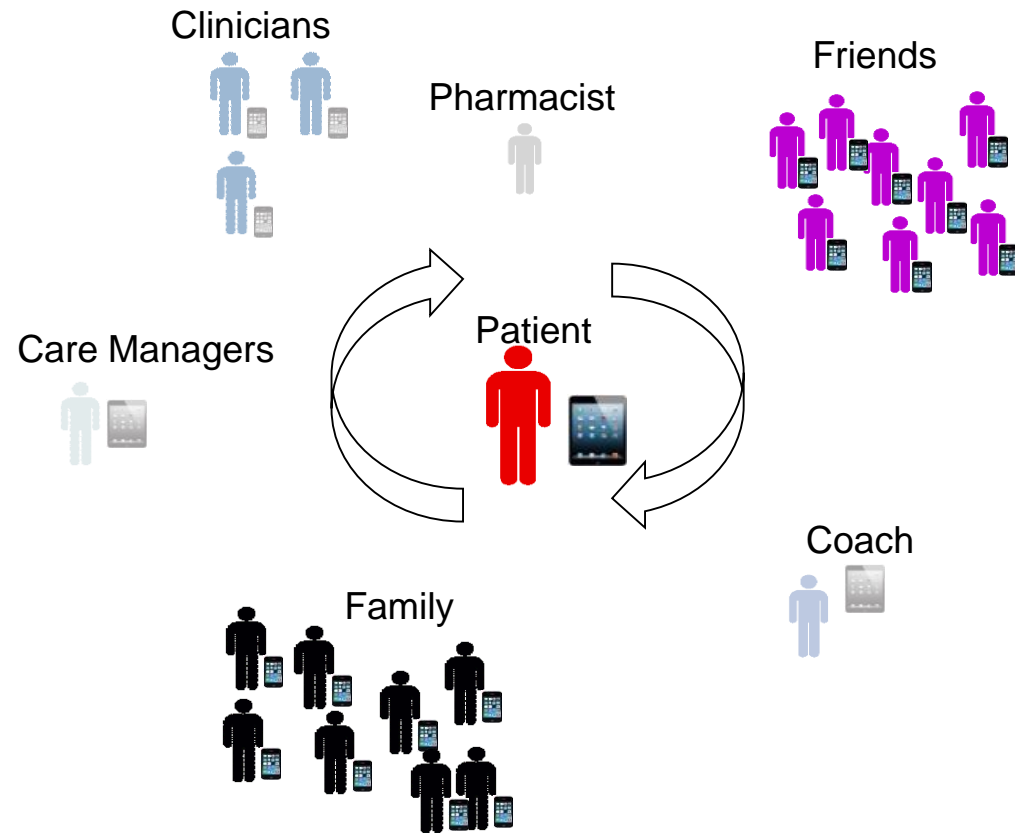 Clinicians
Friends
Pharmacist
Patient
Care Managers
Coach
Family